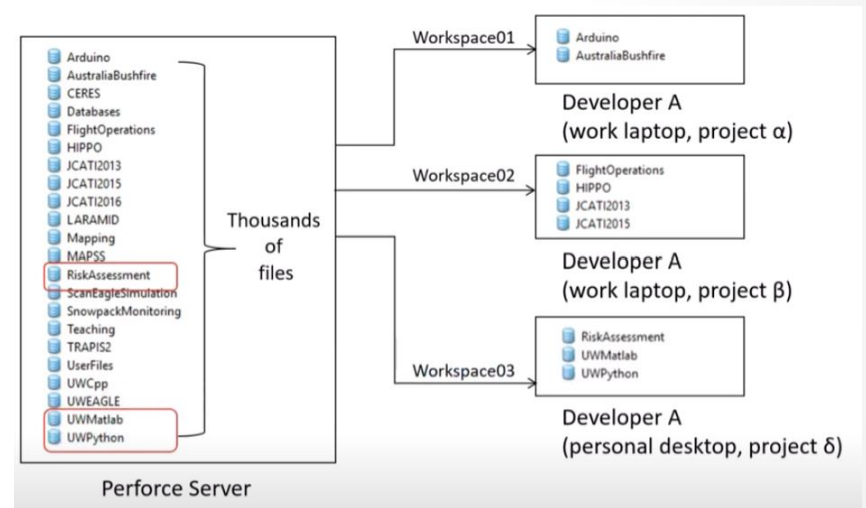 Arduino
AustraliaBushfire
CERES
Databases
FlightOperations
HIPPO
JCATI2013
JCATI2015
JCATI2016
LARAMID
Mapping
MAPSS
RiskAssessment
ScanEagleSimulation
SnowpackMonitoring
Teaching
TRAPIS2
UserFiles
UWCpp
UWEAGLE
UWMatlab
UWPython
Thousands
of
files
Perforce Server
Workspace01
Arduino
AustraliaBushfire
Developer A
(work laptop, project α)
Workspace02
FlightOperations
HIPPO
JCATI2013
JCATI2015
Developer A
(work laptop, project β)
Workspace03
RiskAssessment
UWMatlab
UWPython
Developer A
(personal desktop, project δ)